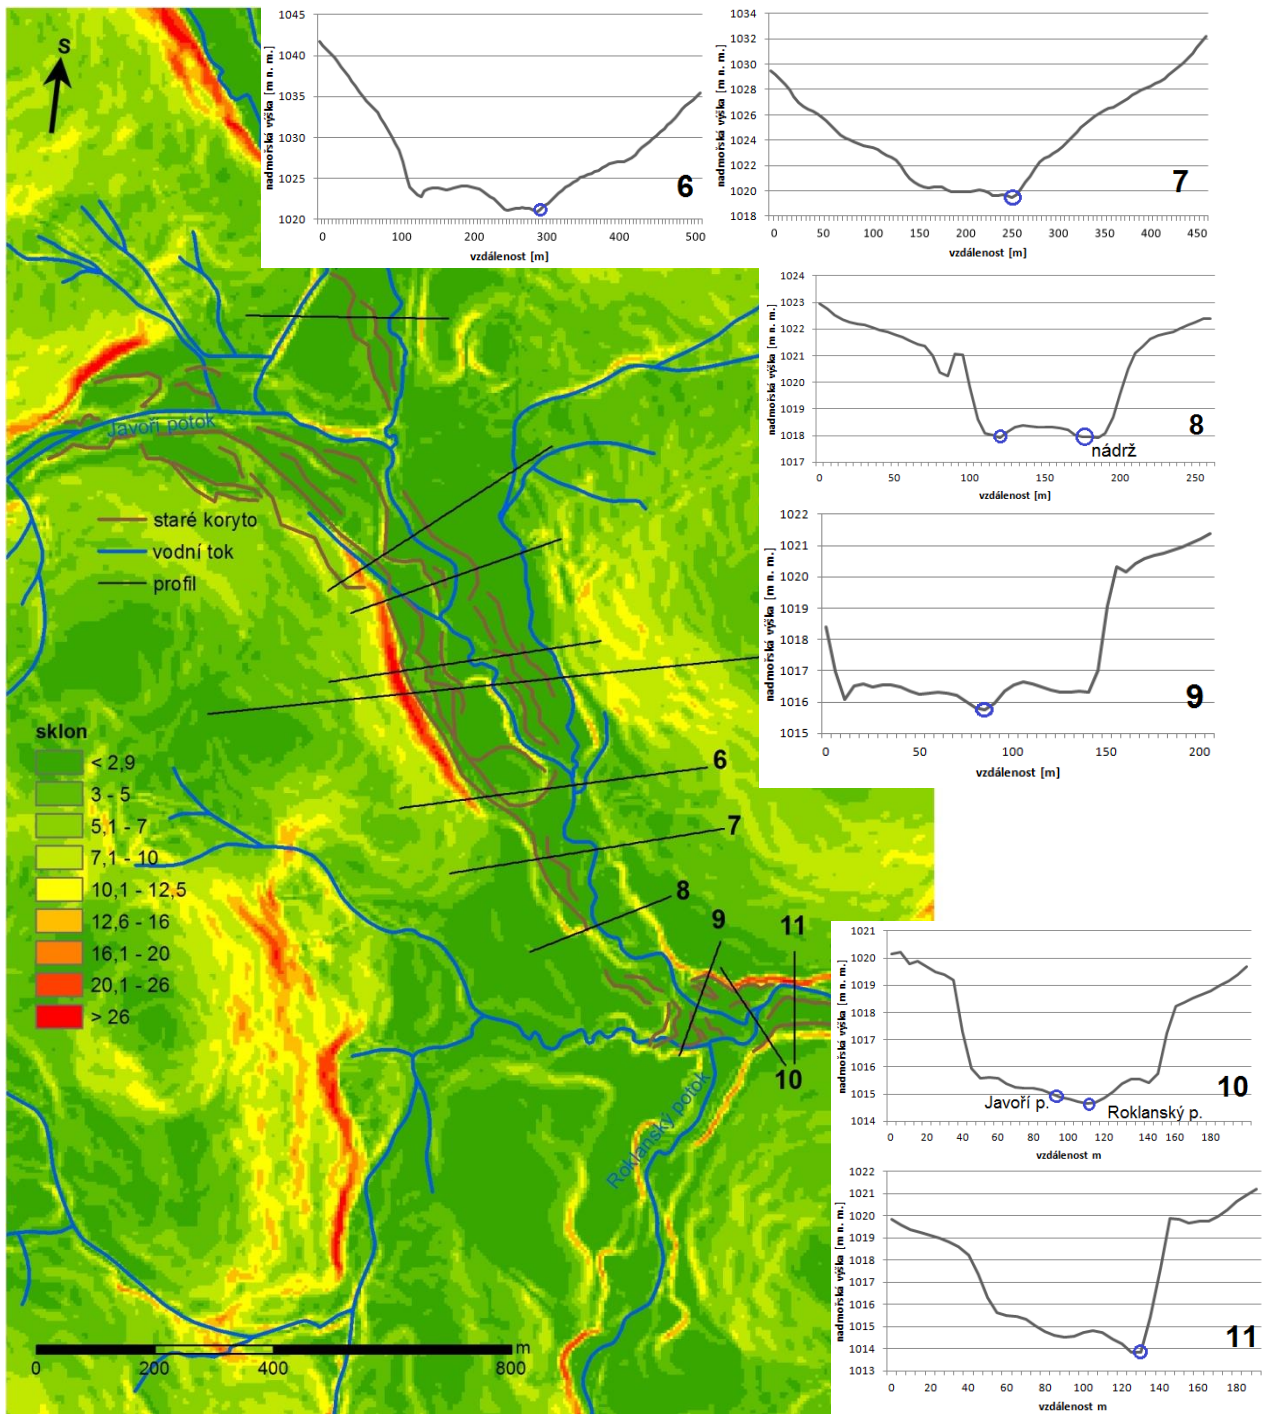 S
1045
1040
1035
1030
1025
1020
nadmořská výška [m n. m.]
0 100 200 300 400 500
vzdálenost [m]
6
1034
1032
1030
1028
1026
1024
1022
1020
1018
nadmořská výška [m n. m.]
0 50 100 150 200 250 300 350 400 450
vzdálenost [m]
7
1024
1023
1022
1021
1020
1019
1018
1017
nadmořská výška [m n. m.]
0 50 100 150 200 250
vzdálenost [m]
8
nádrž
1022
1021
1020
1019
1018
1017
1016
1015
nadmořská výška [m n. m.]
0 50 100 150 200
vzdálenost [m]
9
Javoří potok
staré koryto
vodní tok
profil
sklon
< 2,9
3 - 5
5,1 - 7
7,1 - 10
10,1 - 12,5
12,6 - 16
16,1 - 20
20,1 - 26
> 26
6
7
8
9
11
10
Roklanský potok
1021
1020
1019
1018
1017
1016
1015
1014
nadmořská výška [m n. m.]
0 20 40 60 80 100 120 140 160 180
vzdálenost m
10
Javoří p.
Roklanský p.
1022
1021
1020
1019
1018
1017
1016
1015
1014
1013
nadmořská výška [m n. m.]
0 20 40 60 80 100 120 140 160 180
vzdálenost m
11
m
0 200 400 800